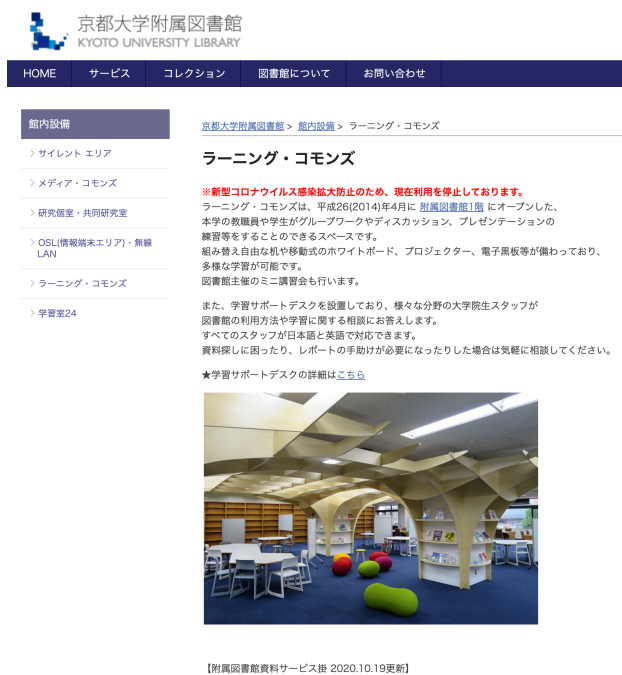 京都大学附属図書館
KYOTO UNIVERSITY LIBRARY
HOME
サービス
コレクション
図書館について
お問い合わせ
館内設備
サイレント エリア
メディア・コモンズ
研究個室・共同研究室
OSL(情報端末エリア)・無線
LAN
ラーニング・コモンズ
学習室24
京都大学附属図書館 > 館内設備 > ラーニング・コモンズ
ラーニング・コモンズ
※新型コロナウイルス感染拡大防止のため、現在利用を停止しております。
ラーニング・コモンズは、平成26(2014)年4月に 附属図書館1階 にオープンした、
本学の教職員や学生がグループワークやディスカッション、プレゼンテーションの
練習等をすることのできるスペースです。
組み替え自由な机や移動式のホワイトボード、プロジェクター、電子黒板等が備わっており、
多様な学習が可能です。
図書館主催のミニ講習会も行います。
また、学習サポートデスクを設置しており、様々な分野の大学院生スタッフが
図書館の利用方法や学習に関する相談にお答えします。
すべてのスタッフが日本語と英語で対応できます。
資料探しに困ったり、レポートの手助けが必要になったりした場合は気軽に相談してください。
★学習サポートデスクの詳細はこちら
【附属図書館資料サービス掛 2020.10.19更新】